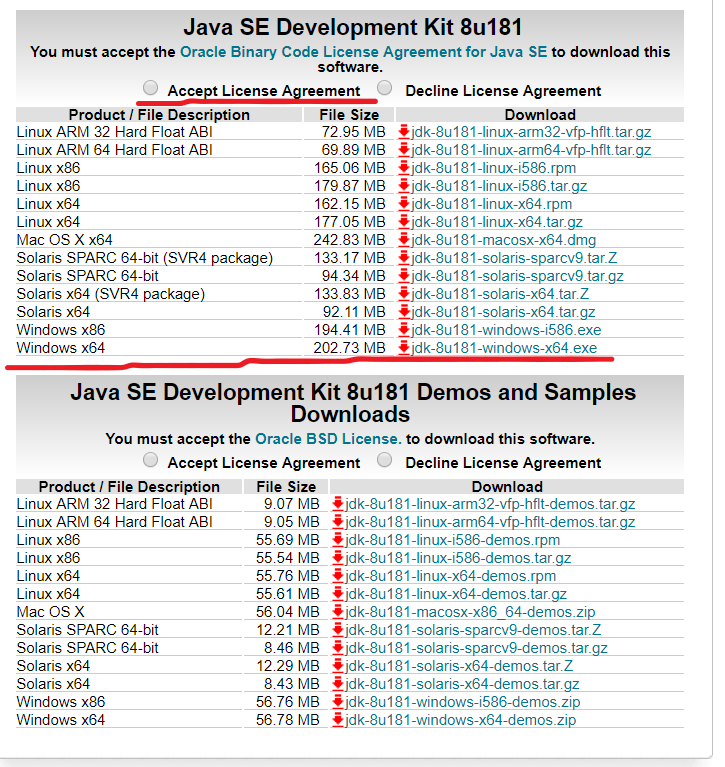 Java SE Development Kit 8u181
You must accept the Oracle Binary Code License Agreement for Java SE to download this
software.
Accept License Agreement Decline License Agreement
Product / File Description File Size Download
Linux ARM 32 Hard Float ABI 72.95 MB jdk-8u181-linux-arm32-vfp-hflt.tar.gz
Linux ARM 64 Hard Float ABI 69.89 MB jdk-8u181-linux-arm64-vfp-hflt.tar.gz
Linux x86 165.06 MB jdk-8u181-linux-i586.rpm
Linux x86 179.87 MB jdk-8u181-linux-i586.tar.gz
Linux x64 162.15 MB jdk-8u181-linux-x64.rpm
Linux x64 177.05 MB jdk-8u181-linux-x64.tar.gz
Mac OS X x64 242.83 MB jdk-8u181-macosx-x64.dmg
Solaris SPARC 64-bit (SVR4 package) 133.17 MB jdk-8u181-solaris-sparcv9.tar.Z
Solaris SPARC 64-bit 94.34 MB jdk-8u181-solaris-sparcv9.tar.gz
Solaris x64 (SVR4 package) 133.83 MB jdk-8u181-solaris-x64.tar.Z
Solaris x64 92.11 MB jdk-8u181-solaris-x64.tar.gz
Windows x86 194.41 MB jdk-8u181-windows-i586.exe
Windows x64 202.73 MB jdk-8u181-windows-x64.exe
Java SE Development Kit 8u181 Demos and Samples
Downloads
You must accept the Oracle BSD License. to download this software.
Accept License Agreement Decline License Agreement
Product / File Description File Size Download
Linux ARM 32 Hard Float ABI 9.07 MB jdk-8u181-linux-arm32-vfp-hflt-demos.tar.gz
Linux ARM 64 Hard Float ABI 9.05 MB jdk-8u181-linux-arm64-vfp-hflt-demos.tar.gz
Linux x86 55.69 MB jdk-8u181-linux-i586-demos.rpm
Linux x86 55.54 MB jdk-8u181-linux-i586-demos.tar.gz
Linux x64 55.76 MB jdk-8u181-linux-x64-demos.rpm
Linux x64 55.61 MB jdk-8u181-linux-x64-demos.tar.gz
Mac OS X 56.04 MB jdk-8u181-macosx-x86_64-demos.zip
Solaris SPARC 64-bit 12.21 MB jdk-8u181-solaris-sparcv9-demos.tar.Z
Solaris SPARC 64-bit 8.46 MB jdk-8u181-solaris-sparcv9-demos.tar.gz
Solaris x64 12.29 MB jdk-8u181-solaris-x64-demos.tar.Z
Solaris x64 8.43 MB jdk-8u181-solaris-x64-demos.tar.gz
Windows x86 56.76 MB jdk-8u181-windows-i586-demos.zip
Windows x64 56.78 MB jdk-8u181-windows-x64-demos.zip